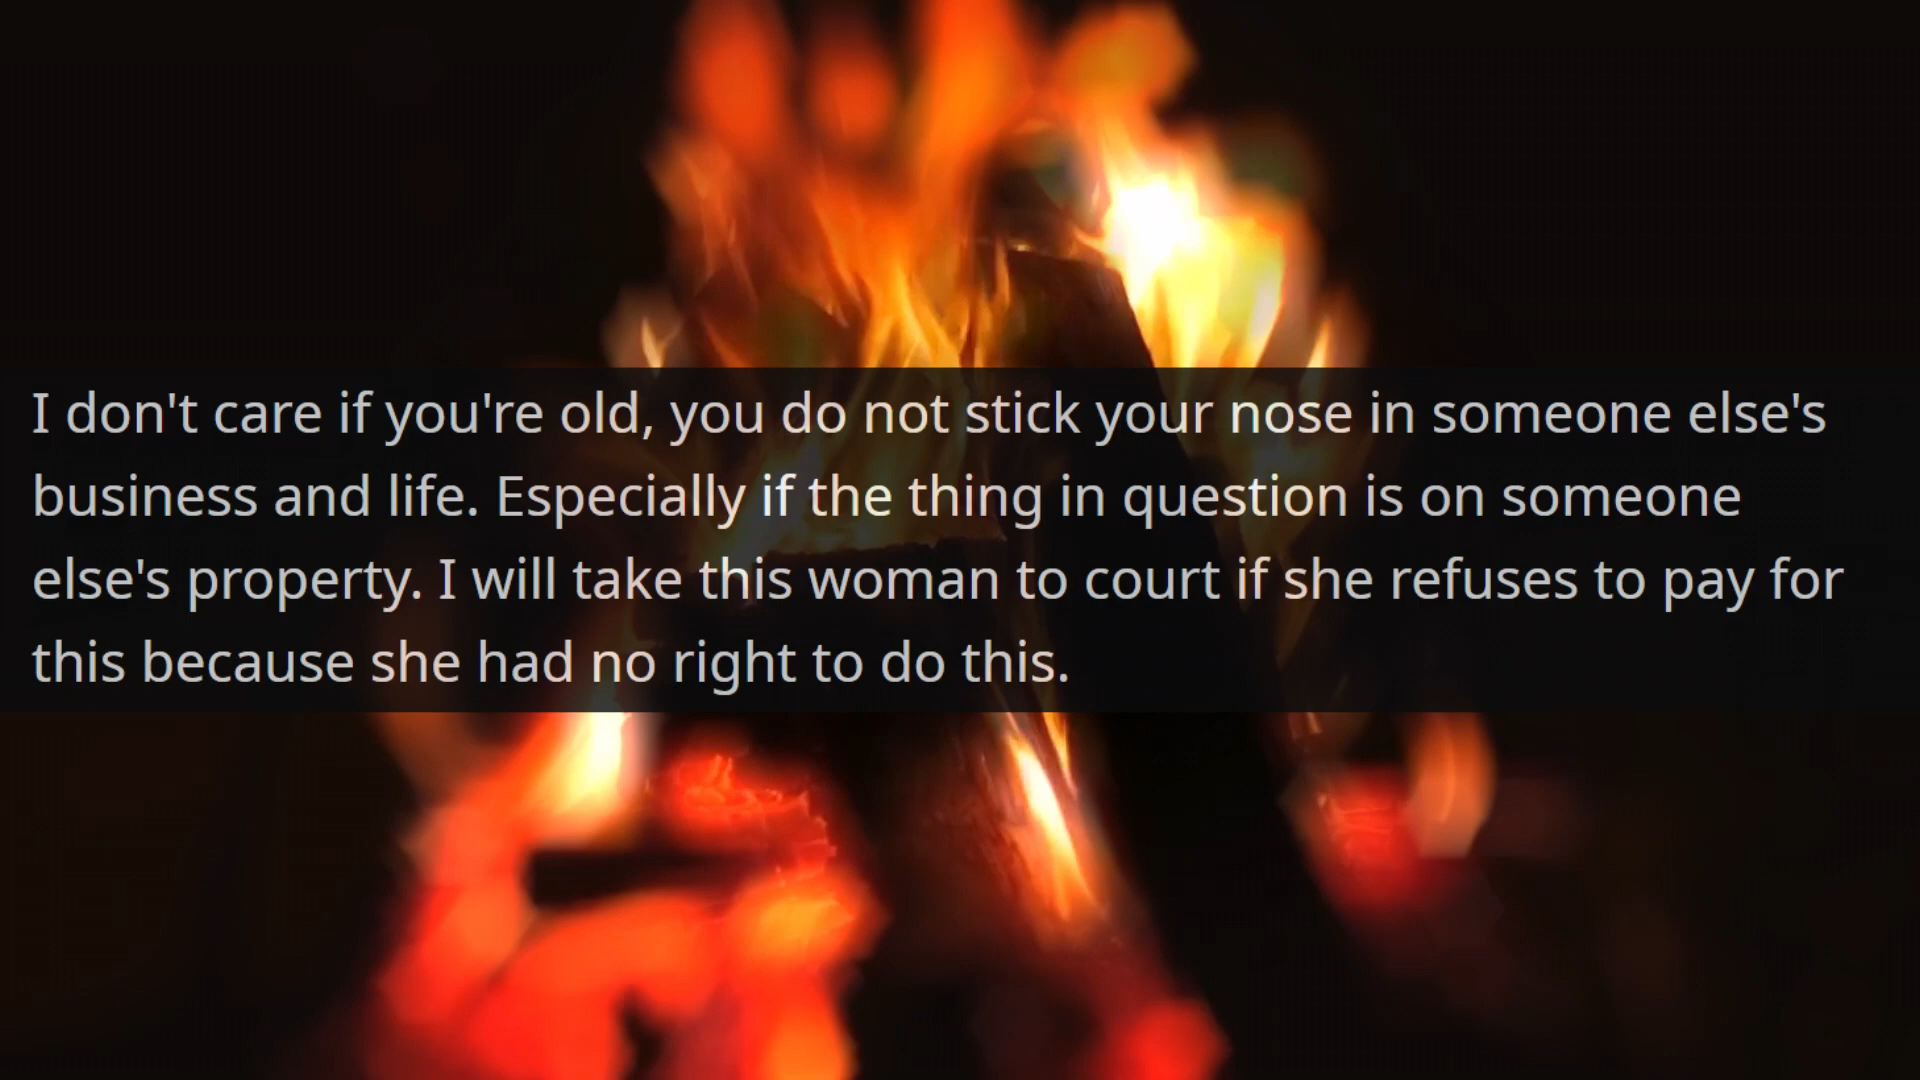 I don't care if you're old, you do not stick your nose in someone else's
business and life. Especially if the thing in question is on someone
else's property. I will take this woman to court if she refuses to pay for
this because she had no right to do this.